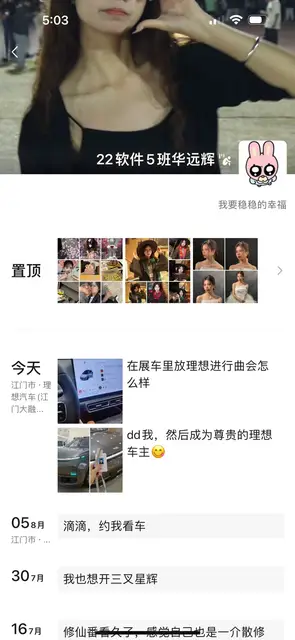 5:03
22软件5班华远辉
我要稳稳的幸福
置顶
今天
江门市·理
想汽车(江
门大融...
在展车里放理想进行曲会怎
么样
dd我，然后成为尊贵的理想
车主😋
05 8月
江门市·...
滴滴，约我看车
30 7月
我也想开三叉星辉
16 7月
修仙番看久了，感觉自己也是一介散修